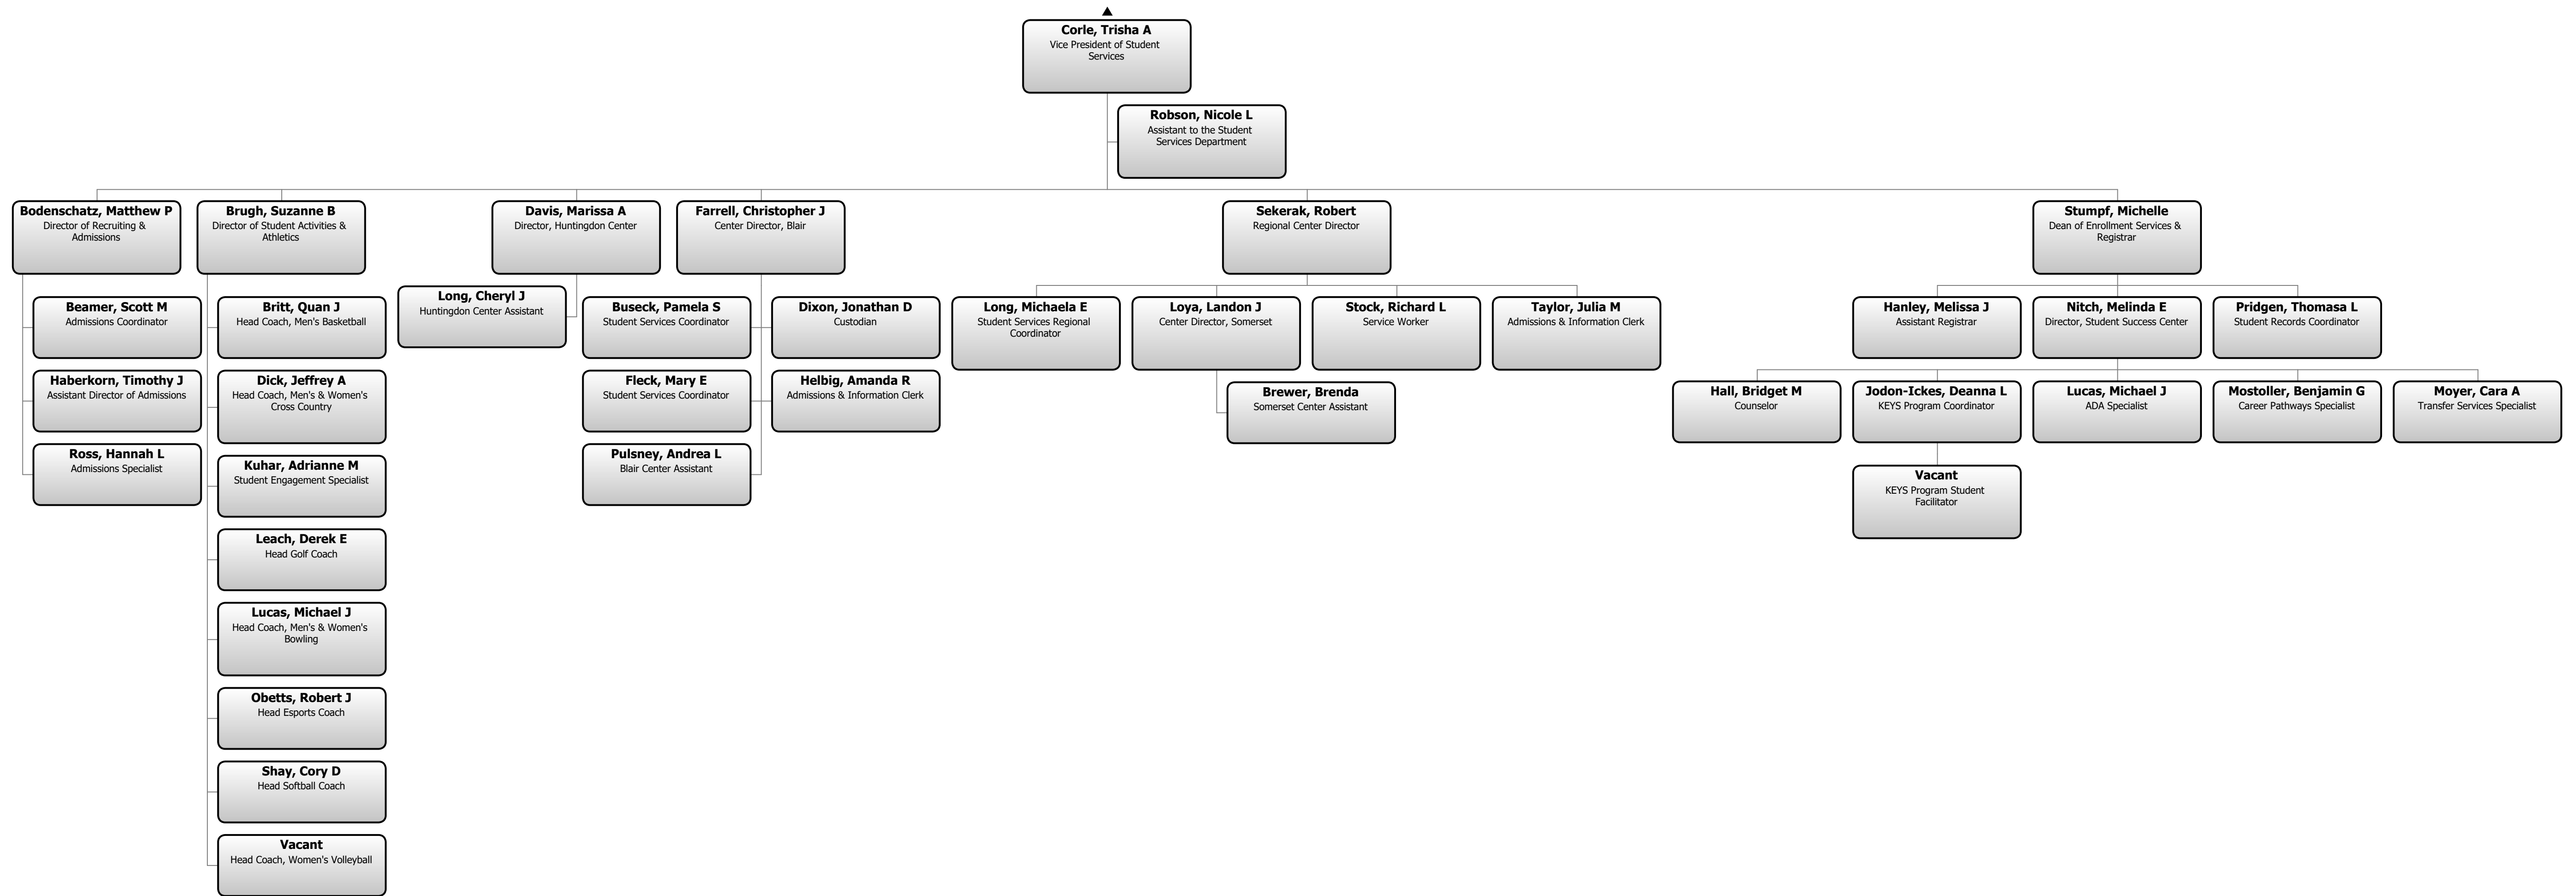 Corle, Trisha A
Vice President of Student
Services
Robson, Nicole L
Assistant to the Student
Services Department
Bodenschatz, Matthew P
Director of Recruiting &
Admissions
Brugh, Suzanne B
Director of Student Activities &
Athletics
Davis, Marissa A
Director, Huntingdon Center
Farrell, Christopher J
Center Director, Blair
Sekerak, Robert
Regional Center Director
Stumpf, Michelle
Dean of Enrollment Services &
Registrar
Beamer, Scott M
Admissions Coordinator
Haberkorn, Timothy J
Assistant Director of Admissions
Ross, Hannah L
Admissions Specialist
Britt, Quan J
Head Coach, Men's Basketball
Dick, Jeffrey A
Head Coach, Men's & Women's
Cross Country
Kuhar, Adrianne M
Student Engagement Specialist
Leach, Derek E
Head Golf Coach
Lucas, Michael J
Head Coach, Men's & Women's
Bowling
Obetts, Robert J
Head Esports Coach
Shay, Cory D
Head Softball Coach
Vacant
Head Coach, Women's Volleyball
Long, Cheryl J
Huntingdon Center Assistant
Buseck, Pamela S
Student Services Coordinator
Dixon, Jonathan D
Custodian
Fleck, Mary E
Student Services Coordinator
Helbig, Amanda R
Admissions & Information Clerk
Pulsney, Andrea L
Blair Center Assistant
Long, Michaela E
Student Services Regional
Coordinator
Loya, Landon J
Center Director, Somerset
Stock, Richard L
Service Worker
Taylor, Julia M
Admissions & Information Clerk
Brewer, Brenda
Somerset Center Assistant
Hanley, Melissa J
Assistant Registrar
Nitch, Melinda E
Director, Student Success Center
Pridgen, Thomasa L
Student Records Coordinator
Hall, Bridget M
Counselor
Jodon-Ickes, Deanna L
KEYS Program Coordinator
Lucas, Michael J
ADA Specialist
Mostoller, Benjamin G
Career Pathways Specialist
Moyer, Cara A
Transfer Services Specialist
Vacant
KEYS Program Student
Facilitator